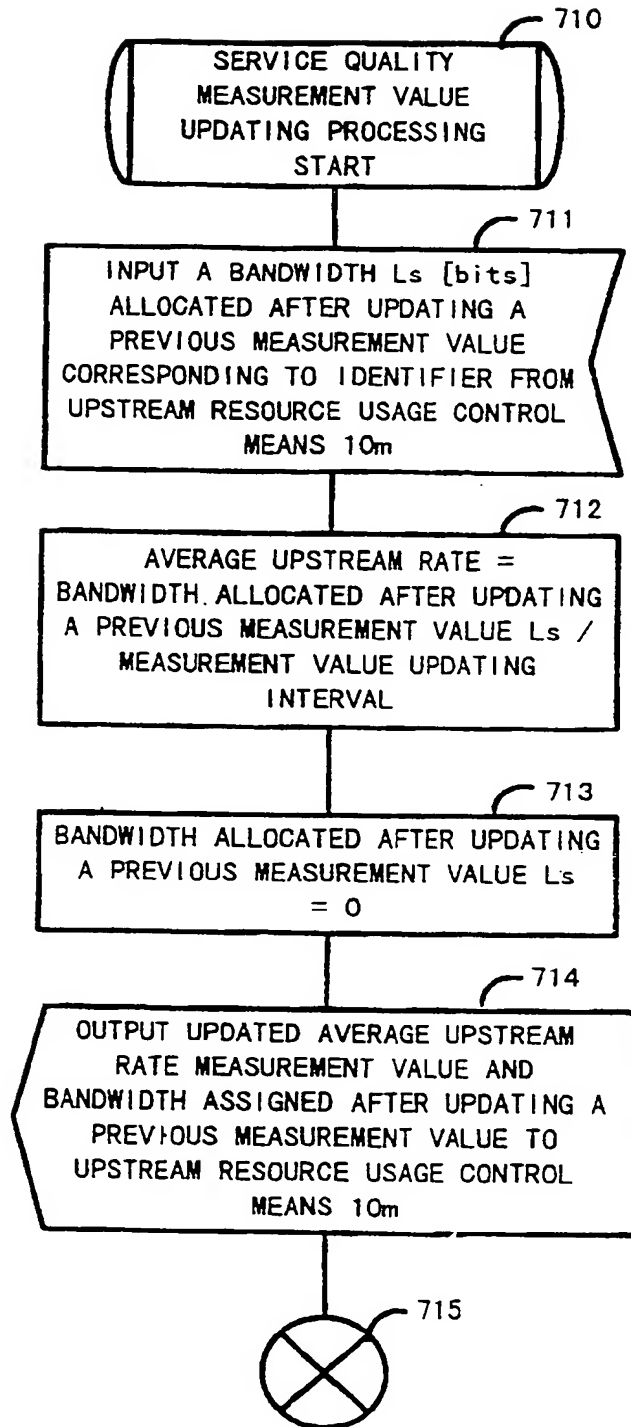 710
SERVICE QUALITY
MEASUREMENT VALUE
UPDATING PROCESSING
START
711
INPUT A BANDWIDTH Ls [bits]
ALLOCATED AFTER UPDATING A
PREVIOUS MEASUREMENT VALUE
CORRESPONDING TO IDENTIFIER FROM
UPSTREAM RESOURCE USAGE CONTROL
MEANS 10m
712
AVERAGE UPSTREAM RATE =
BANDWIDTH. ALLOCATED AFTER UPDATING
A PREVIOUS MEASUREMENT VALUE Ls /
MEASUREMENT VALUE UPDATING
INTERVAL
713
BANDWIDTH ALLOCATED AFTER UPDATING
A PREVIOUS MEASUREMENT VALUE Ls
= 0
714
OUTPUT UPDATED AVERAGE UPSTREAM
RATE MEASUREMENT VALUE AND
BANDWIDTH ASSIGNED AFTER UPDATING A
PREVIOUS MEASUREMENT VALUE TO
UPSTREAM RESOURCE USAGE CONTROL
MEANS 10m
715